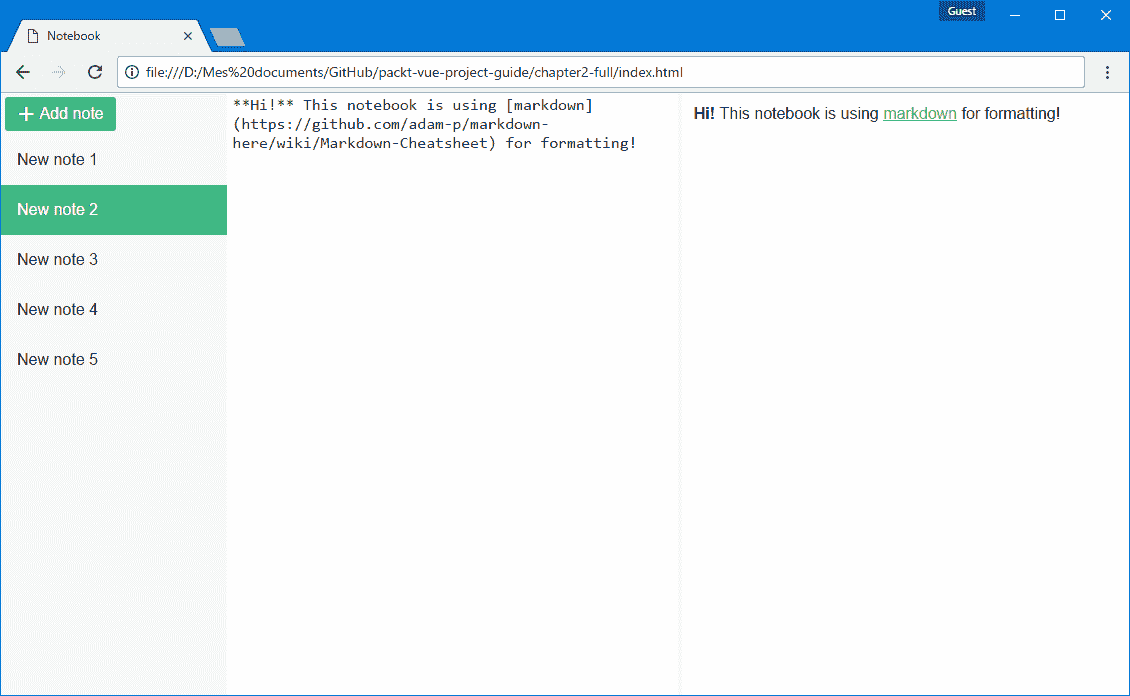 Guest
Notebook
file:///D:/Mes%20documents/GitHub/packt-vue-project-guide/chapter2-full/index.html
Add note
New note 1
New note 2
New note 3
New note 4
New note 5
**Hi!** This notebook is using [markdown]
(https://github.com/adam-p/markdown-
here/wiki/Markdown-Cheatsheet) for formatting!
Hi! This notebook is using markdown for formatting!